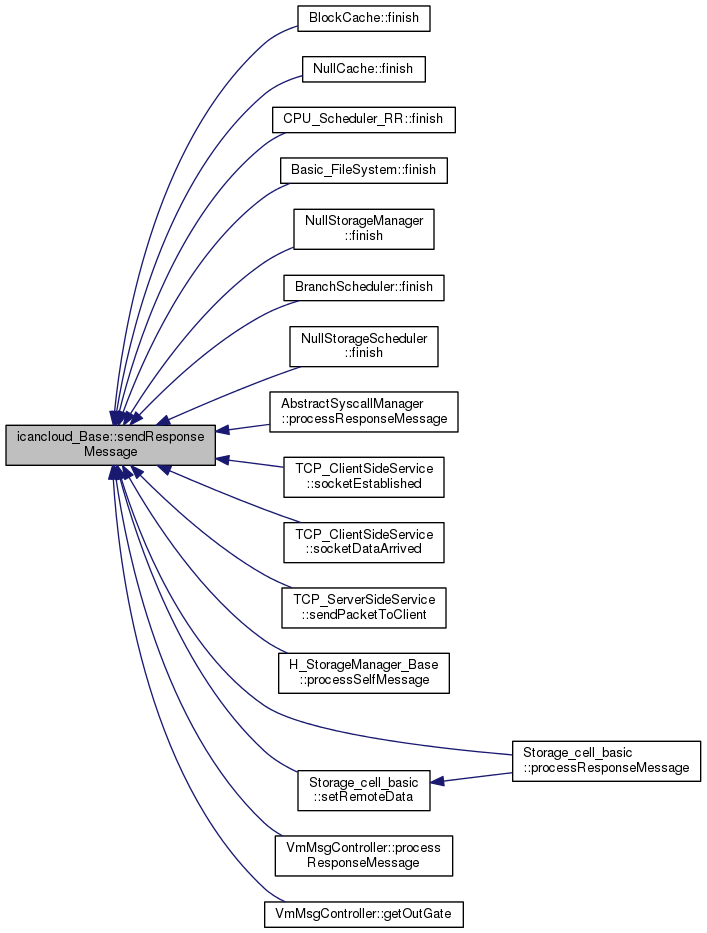 BlockCache::finish
NullCache::finish
CPU_Scheduler_RR::finish
Basic_FileSystem::finish
NullStorageManager
::finish
BranchScheduler::finish
NullStorageScheduler
::finish
AbstractSyscallManager
::processResponseMessage
icancloud_Base::sendResponse
Message
TCP_ClientSideService
::socketEstablished
TCP_ClientSideService
::socketDataArrived
TCP_ServerSideService
::sendPacketToClient
H_StorageManager_Base
::processSelfMessage
Storage_cell_basic
::processResponseMessage
Storage_cell_basic
::setRemoteData
VmMsgController::process
ResponseMessage
VmMsgController::getOutGate